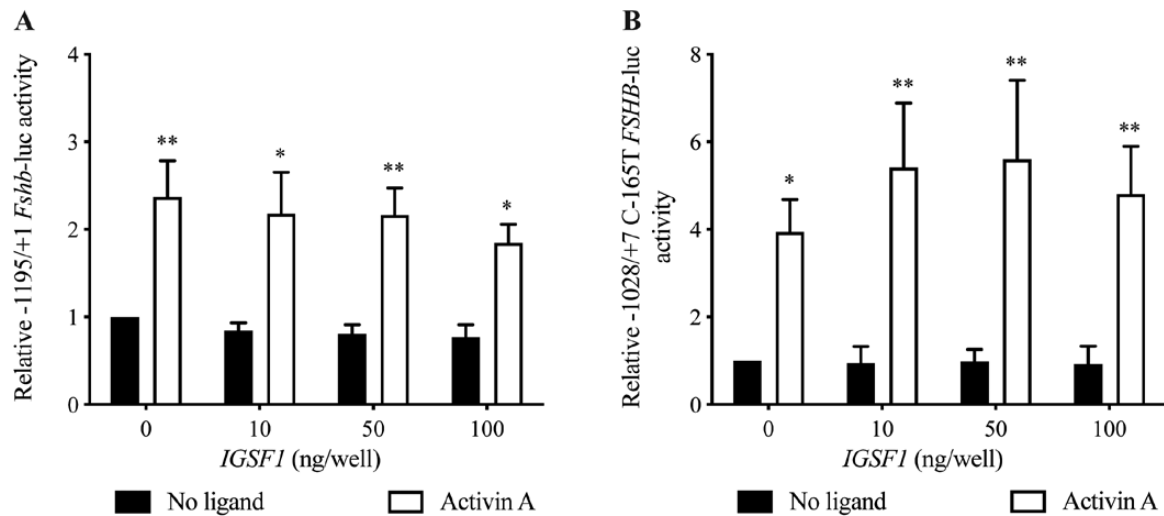 A
Relative -1195/+1 Fshb-luc activity
4
3
2
1
0
**
*
**
*
0 10 50 100
IGSF1 (ng/well)
No ligand Activin A
B
Relative -1028/+7 C-165T FSHB-luc
activity
8
6
4
2
0
*
**
**
**
0 10 50 100
IGSF1 (ng/well)
No ligand Activin A